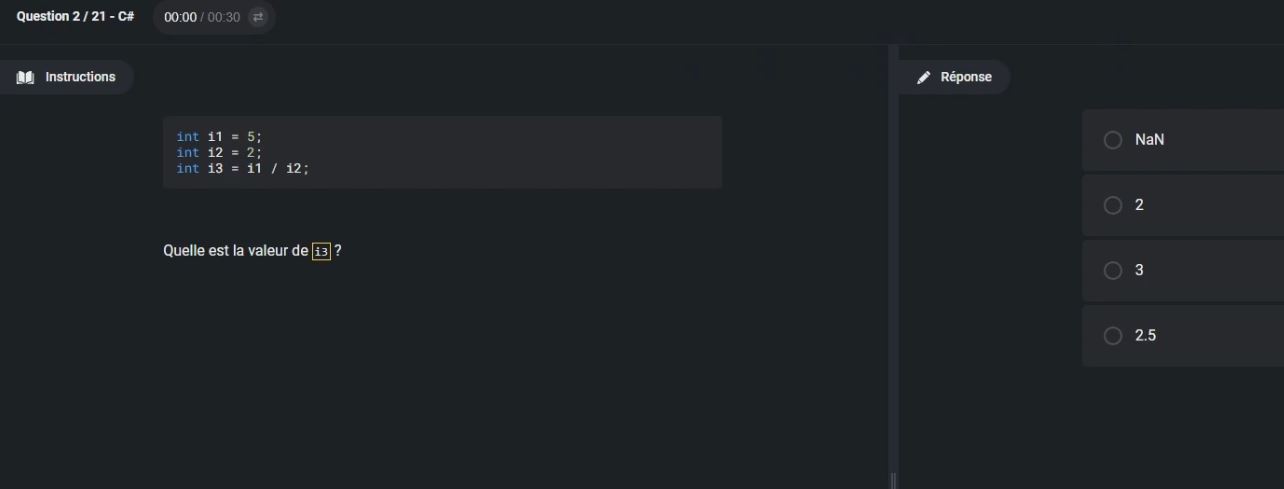 Question 2 / 21 - C#
00:00 / 00:30
Instructions
int i1 = 5;
int i2 = 2;
int i3 = i1 / i2;
Quelle est la valeur de i3 ?
Réponse
NaN
2
3
2.5